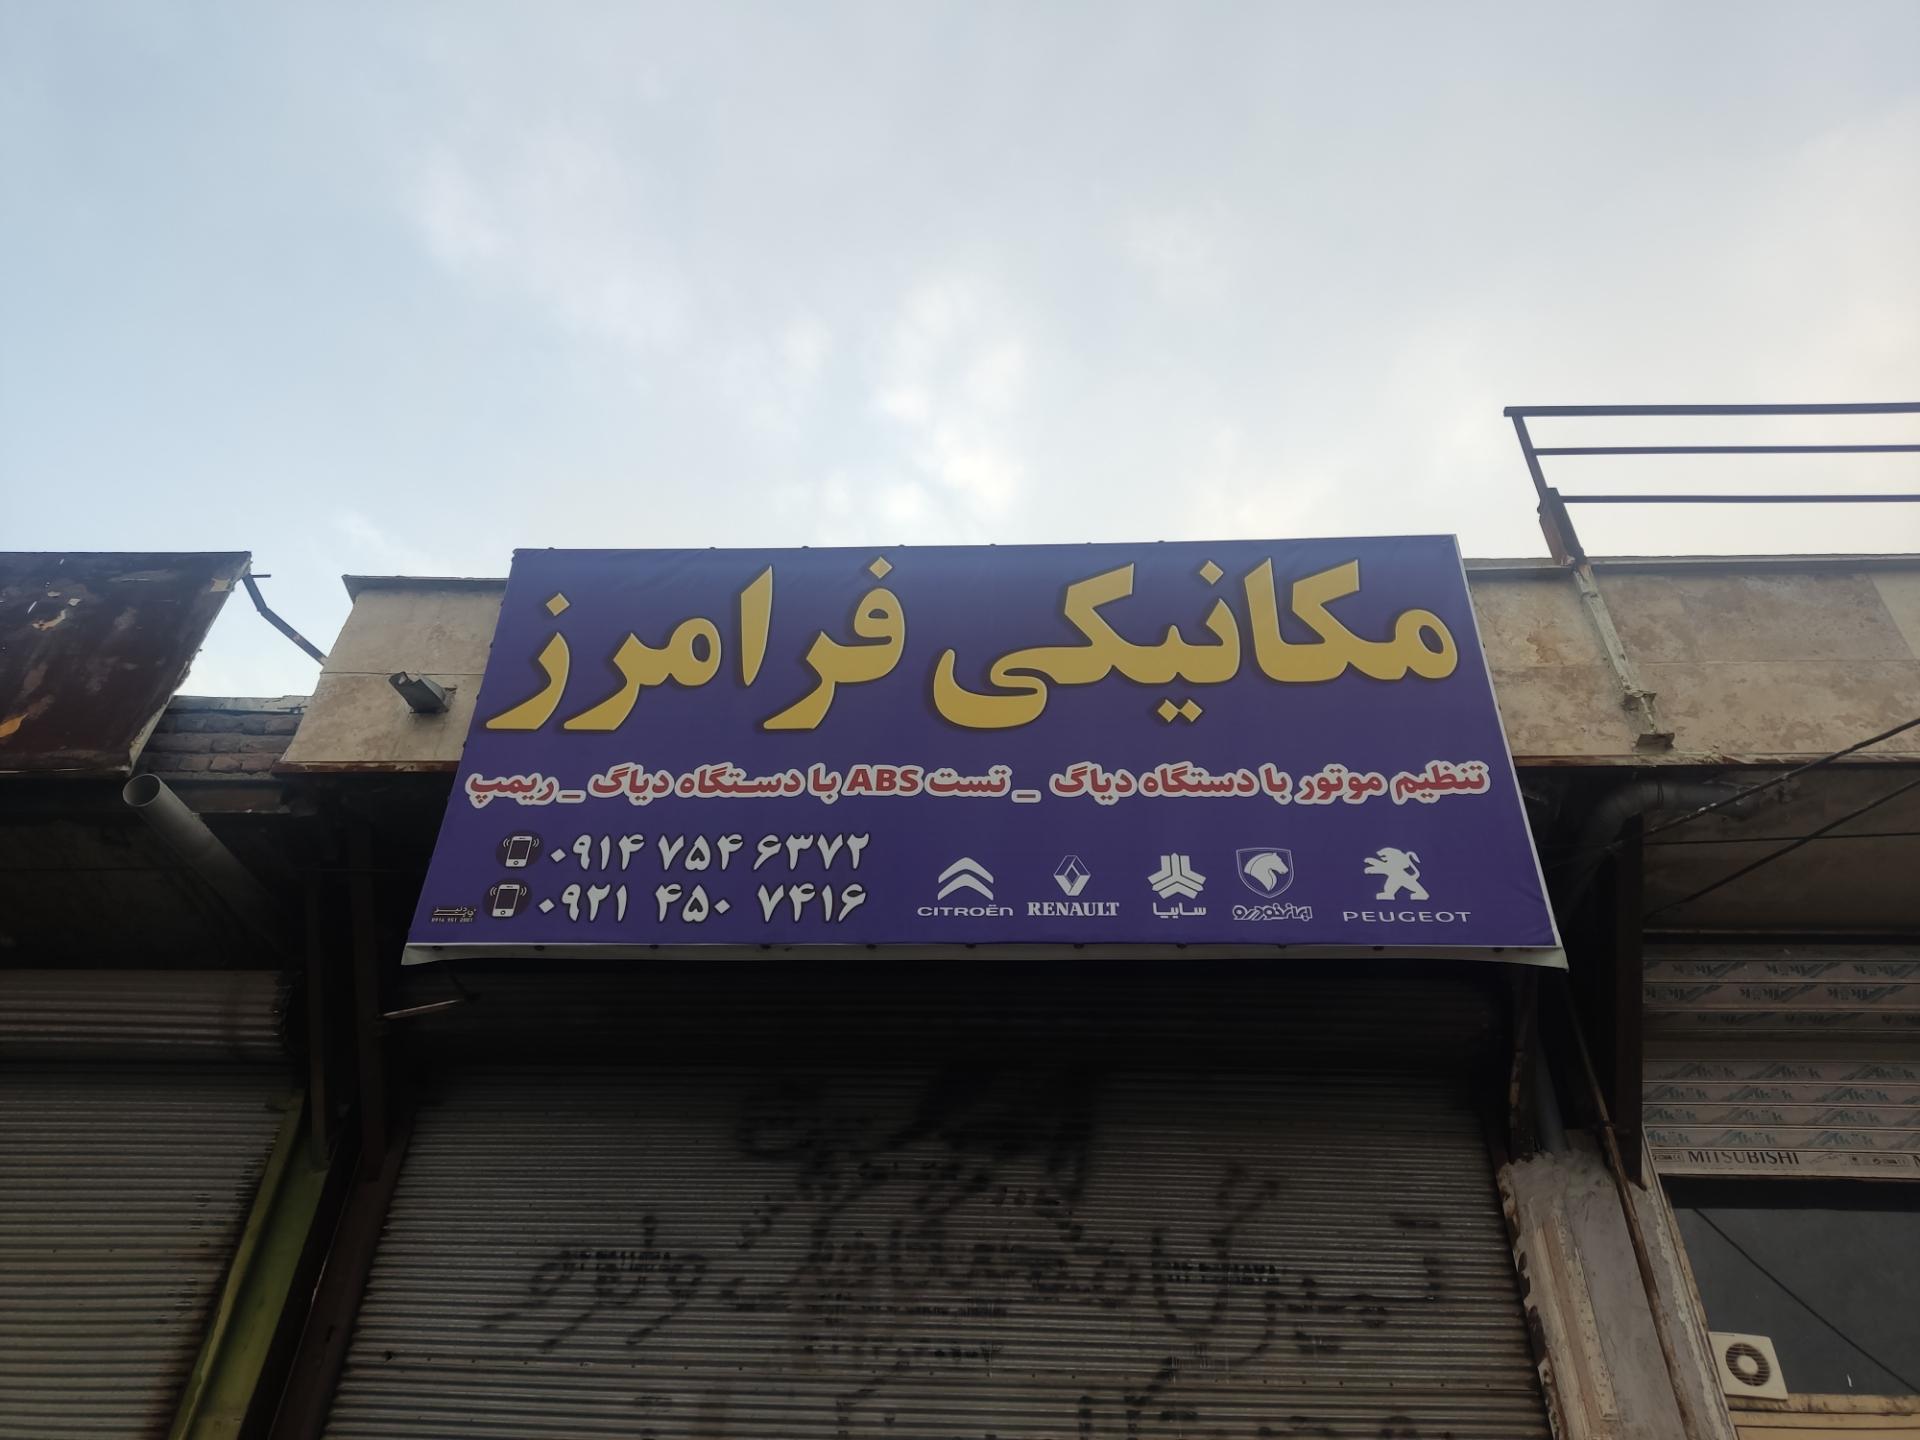 مکانیکی فرامرز
تنظیم موتور با دستگاه دیاگ _ تست ABS با دستگاه دیاگ _ ریمپ
۰۹۱۴ ۷۵۴ ۶۳۷۲
۰۹۲۱ ۴۵۰ ۷۴۱۶
CITROËN RENAULT سایپا ایران‌خودرو PEUGEOT
MITSUBISHI